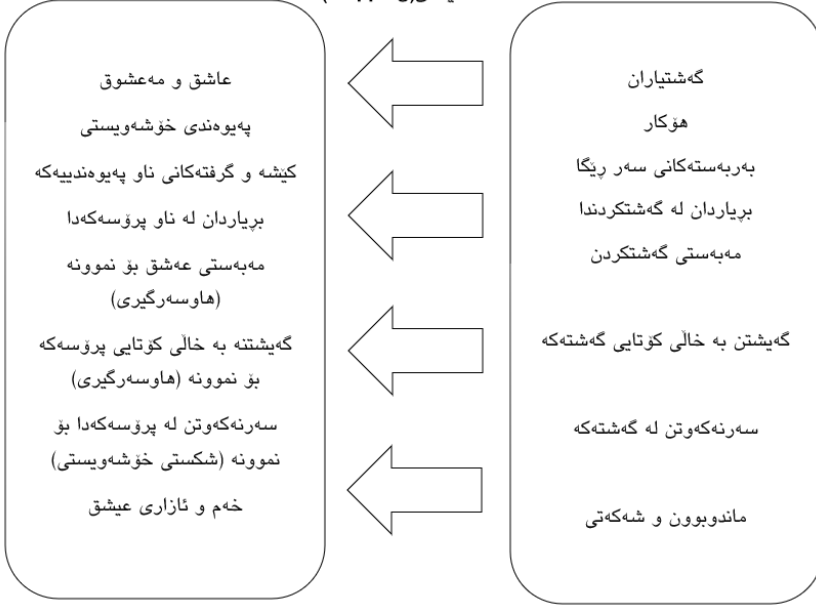 گەشتیاران
هۆکار
بەربەستەکانی سەر ڕێگا
بڕیاردان لە گەشتکردندا
مەبەستی گەشتکردن
گەیشتن بە خاڵی کۆتایی گەشتەکە
سەرنەکەوتن لە گەشتەکە
ماندوبوون و شەکەتی
عاشق و مەعشوق
پەیوەندی خۆشەویستی
کێشە و گرفتەکانی ناو پەیوەندییەکە
بڕیاردان لە ناو پرۆسەکەدا
مەبەستی عەشق بۆ نموونە
(هاوسەرگیری)
گەیشتنە بە خاڵی کۆتایی پرۆسەکە
بۆ نموونە (هاوسەرگیری)
سەرنەکەوتن لە پرۆسەکەدا بۆ
نموونە (شکستی خۆشەویستی)
خەم و ئازاری عیشق